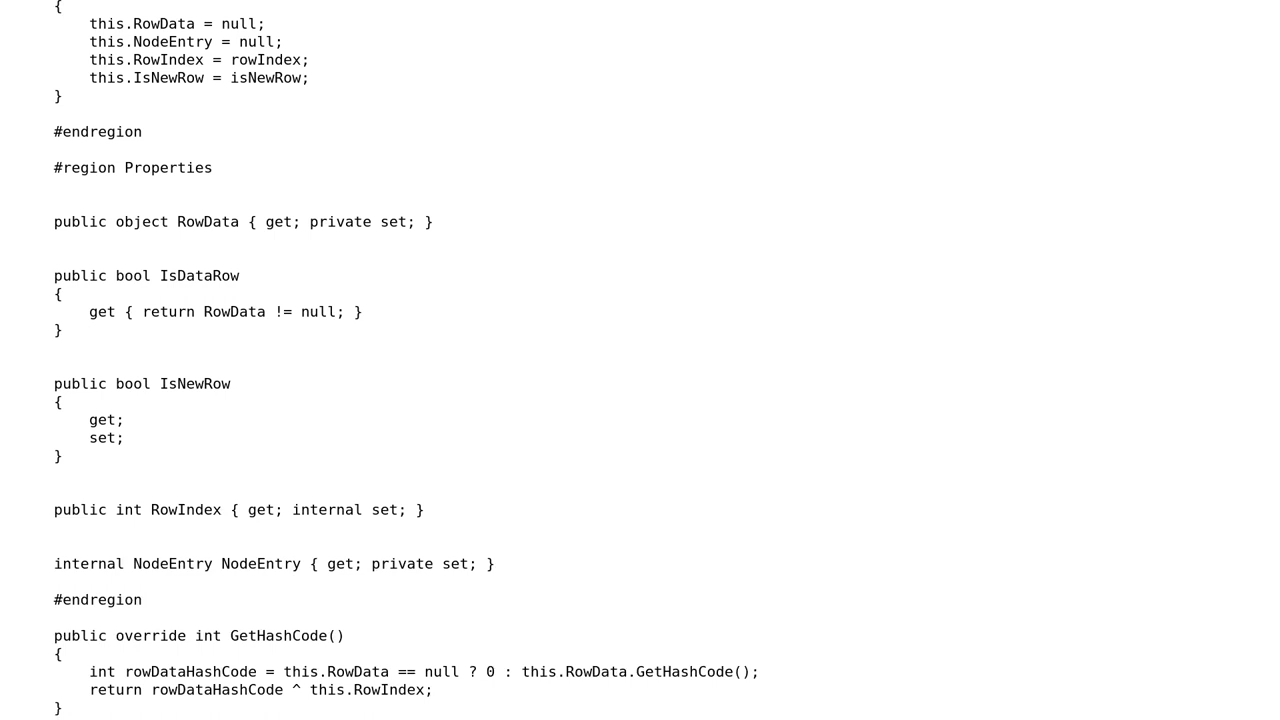 {
    this.RowData = null;
    this.NodeEntry = null;
    this.RowIndex = rowIndex;
    this.IsNewRow = isNewRow;
}

#endregion

#region Properties


public object RowData { get; private set; }


public bool IsDataRow
{
    get { return RowData != null; }
}


public bool IsNewRow
{
    get;
    set;
}


public int RowIndex { get; internal set; }


internal NodeEntry NodeEntry { get; private set; }

#endregion

public override int GetHashCode()
{
    int rowDataHashCode = this.RowData == null ? 0 : this.RowData.GetHashCode();
    return rowDataHashCode ^ this.RowIndex;
}